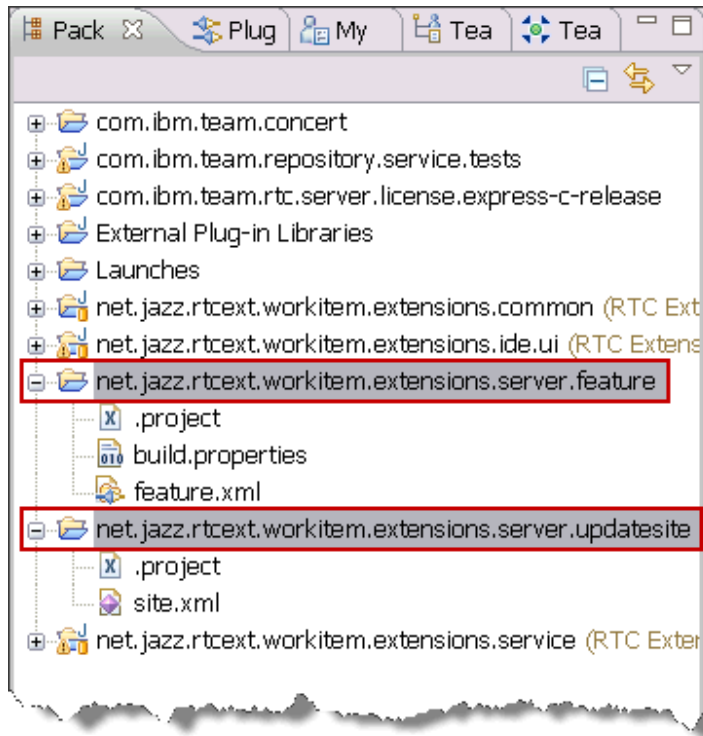 Pack Plug My Tea Tea
com.ibm.team.concert
com.ibm.team.repository.service.tests
com.ibm.team.rtc.server.license.express-c-release
External Plug-in Libraries
Launches
net.jazz.rtcext.workitem.extensions.common (RTC Ext
net.jazz.rtcext.workitem.extensions.ide.ui (RTC Extens
net.jazz.rtcext.workitem.extensions.server.feature
.project
build.properties
feature.xml
net.jazz.rtcext.workitem.extensions.server.updatesite
.project
site.xml
net.jazz.rtcext.workitem.extensions.service (RTC Exter